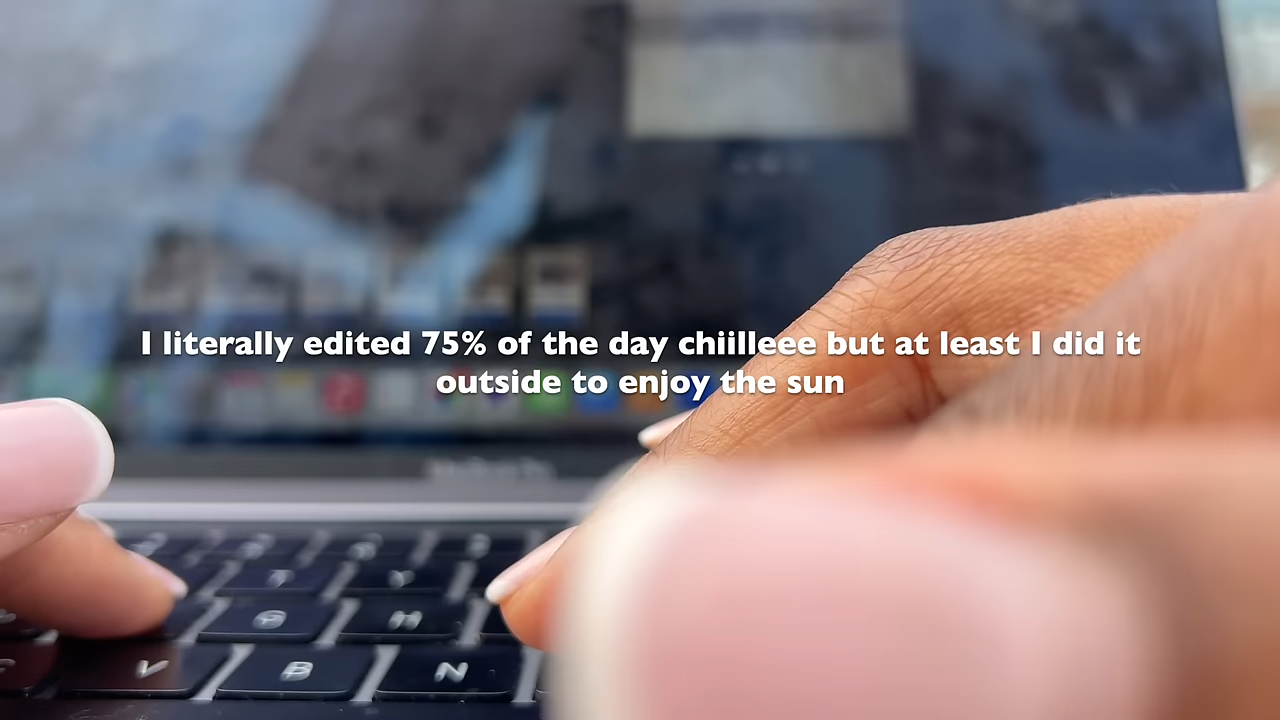 I literally edited 75% of the day chiilleee but at least I did it
outside to enjoy the sun
T Y
G H
V B N